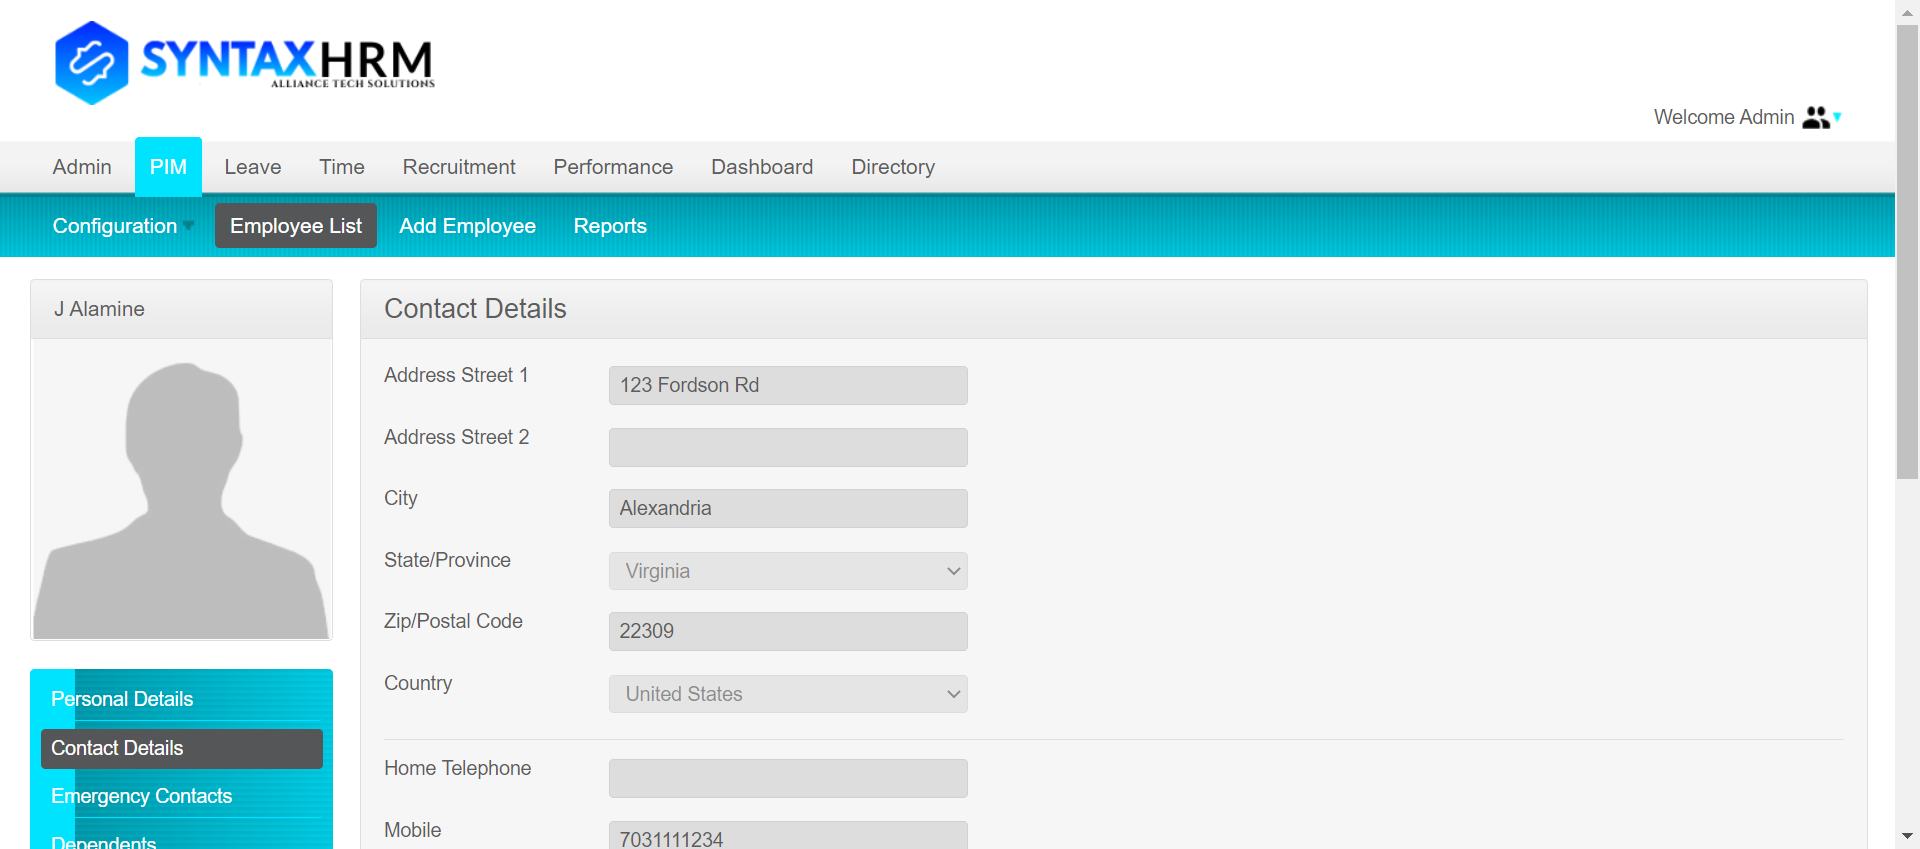 SYNTAXHRM
ALLIANCE TECH SOLUTIONS
Welcome Admin
Admin PIM Leave Time Recruitment Performance Dashboard Directory
Configuration Employee List Add Employee Reports
J Alamine
Contact Details
Address Street 1 123 Fordson Rd
Address Street 2
City Alexandria
State/Province Virginia
Zip/Postal Code 22309
Country United States
Home Telephone
Mobile 7031111234
Personal Details
Contact Details
Emergency Contacts
Dependents